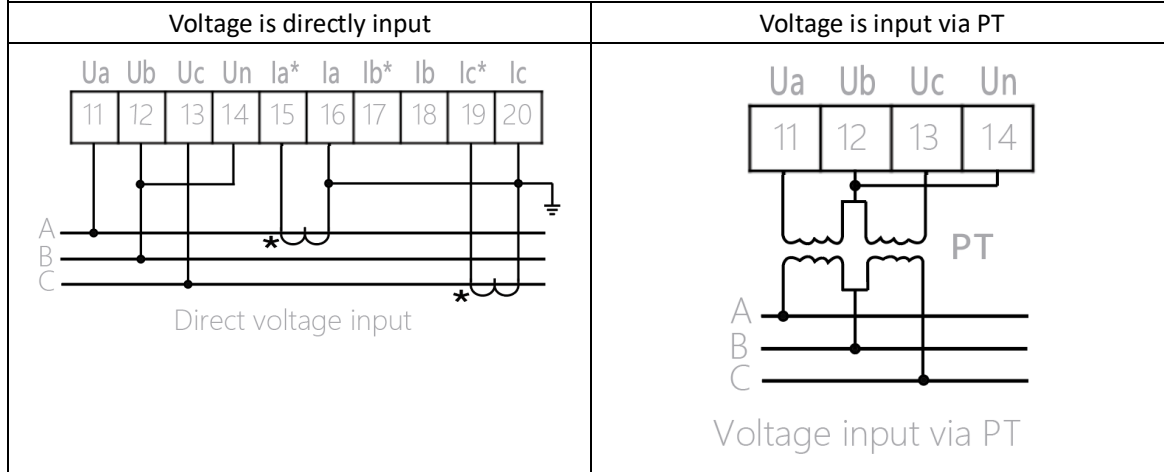 Voltage is directly input
Voltage is input via PT
Ua Ub Uc Un Ia* Ia Ib* Ib Ic* Ic
11 12 13 14 15 16 17 18 19 20
A
*
B
C
*
Direct voltage input
Ua Ub Uc Un
11 12 13 14
PT
A
B
C
Voltage input via PT